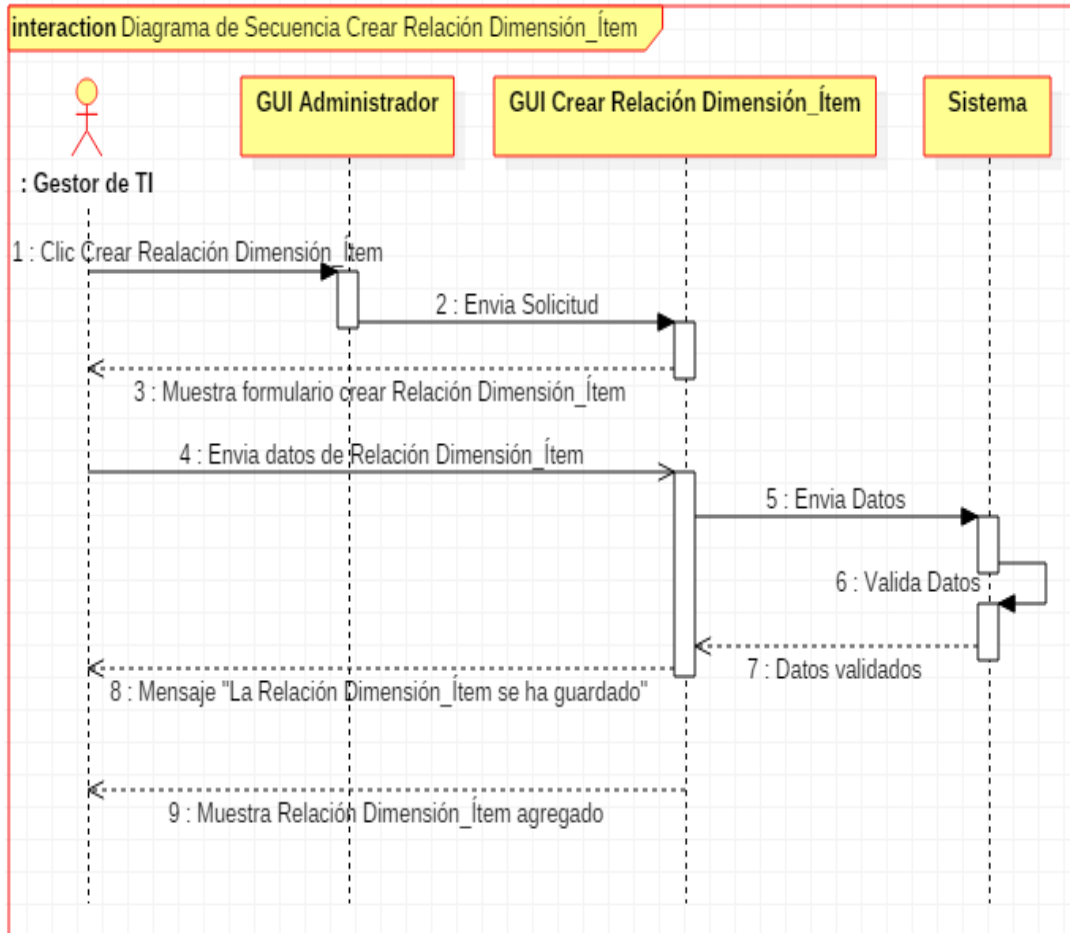 interaction Diagrama de Secuencia Crear Relación Dimensión_Ítem
GUI Administrador
GUI Crear Relación Dimensión_Ítem
Sistema
: Gestor de TI
1 : Clic Crear Realación Dimensión_Ítem
2 : Envia Solicitud
3 : Muestra formulario crear Relación Dimensión_Ítem
4 : Envia datos de Relación Dimensión_Ítem
5 : Envia Datos
6 : Valida Datos
7 : Datos validados
8 : Mensaje "La Relación Dimensión_Ítem se ha guardado"
9 : Muestra Relación Dimensión_Ítem agregado